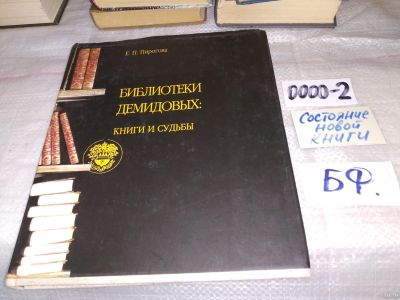 Е. П. Пирогова
БИБЛИОТЕКИ
ДЕМИДОВЫХ:
КНИГИ И СУДЬБЫ
0000-2
Состояние
новой
книги
БФ.